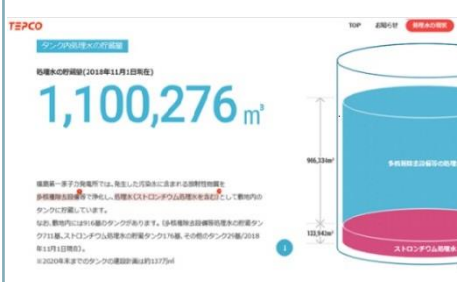 TEPCO
TOP お知らせ 処理水の現状
タンク内処理水の貯蔵量
処理水の貯蔵量(2018年11月1日現在)
1,100,276 m³
946,334m³
多核種除去設備等の処理
福島第一原子力発電所では、発生した汚染水に含まれる放射性物質を
多核種除去設備等で浄化し、処理水(ストロンチウム処理水を含む)として敷地内の
タンクに貯蔵しています。
なお、敷地内には916基のタンクがあります。(多核種除去設備等処理水の貯蔵タン
ク711基、ストロンチウム処理水の貯蔵タンク176基、その他のタンク29基/2018
年11月1日現在)。
※2020年末までのタンクの建設計画は約137万㎥
153,942m³
ストロンチウム処理水